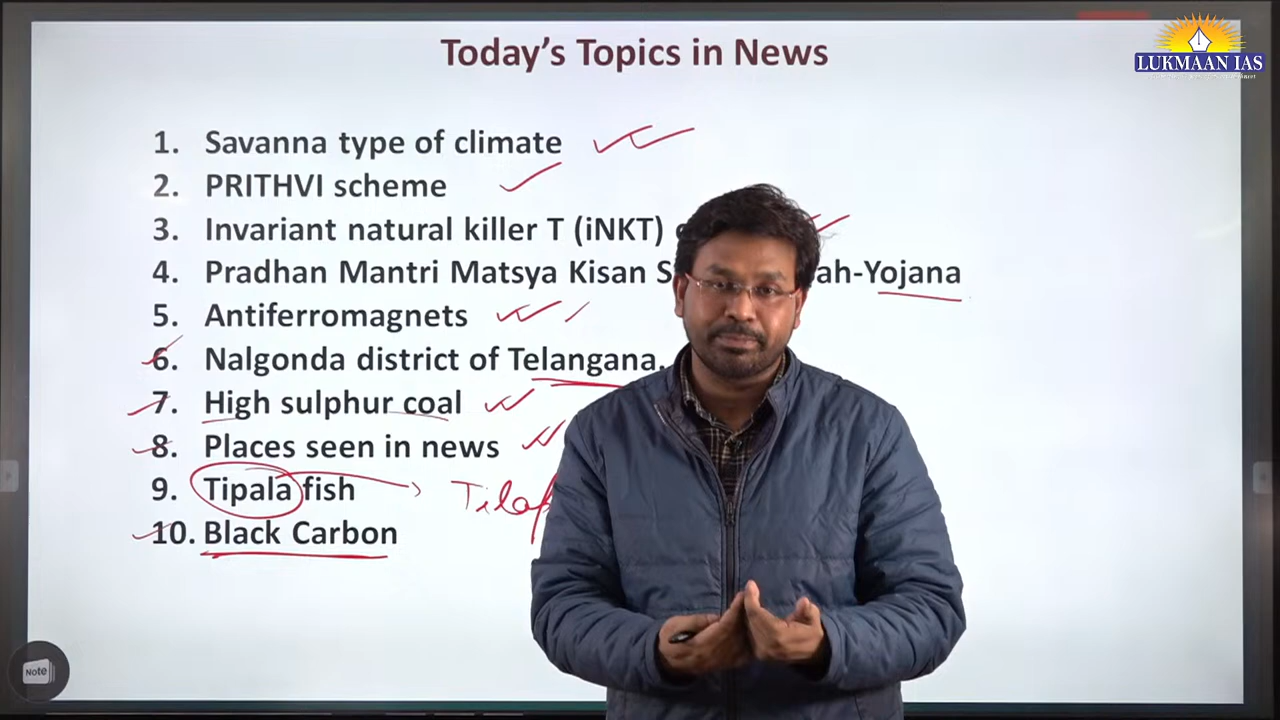 Today's Topics in News
LUKMAAN IAS
1. Savanna type of climate
2. PRITHVI scheme
3. Invariant natural killer T (iNKT)
4. Pradhan Mantri Matsya Kisan S ah-Yojana
5. Antiferromagnets
6. Nalgonda district of Telangana.
7. High sulphur coal
8. Places seen in news
9. Tipala fish
10. Black Carbon
Note